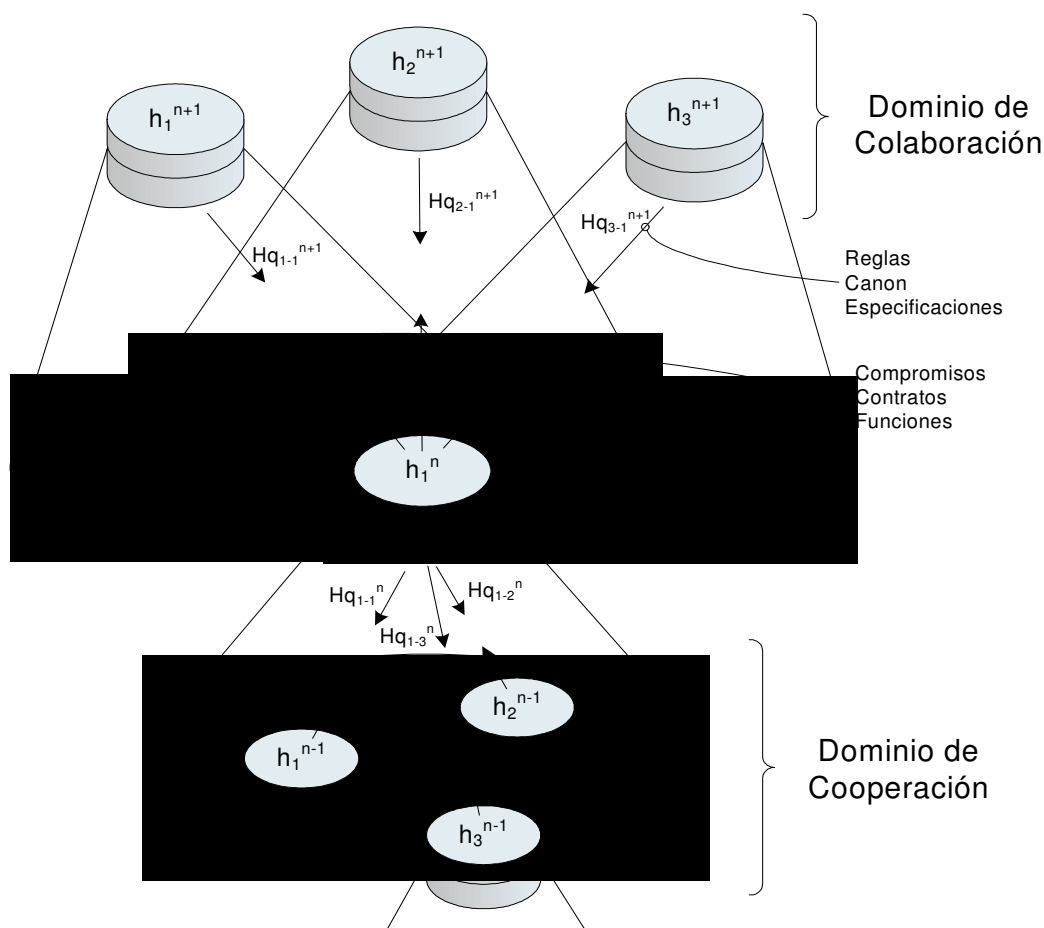 h₂ⁿ⁺¹
h₁ⁿ⁺¹
h₃ⁿ⁺¹
Dominio de
Colaboración
Hq₂₋₁ⁿ⁺¹
Hq₃₋₁ⁿ⁺¹
Hq₁₋₁ⁿ⁺¹
Reglas
Canon
Especificaciones
Compromisos
Contratos
Funciones
h₁ⁿ
Hq₁₋₁ⁿ
Hq₁₋₂ⁿ
Hq₁₋₃ⁿ
h₂ⁿ⁻¹
h₁ⁿ⁻¹
h₃ⁿ⁻¹
Dominio de
Cooperación